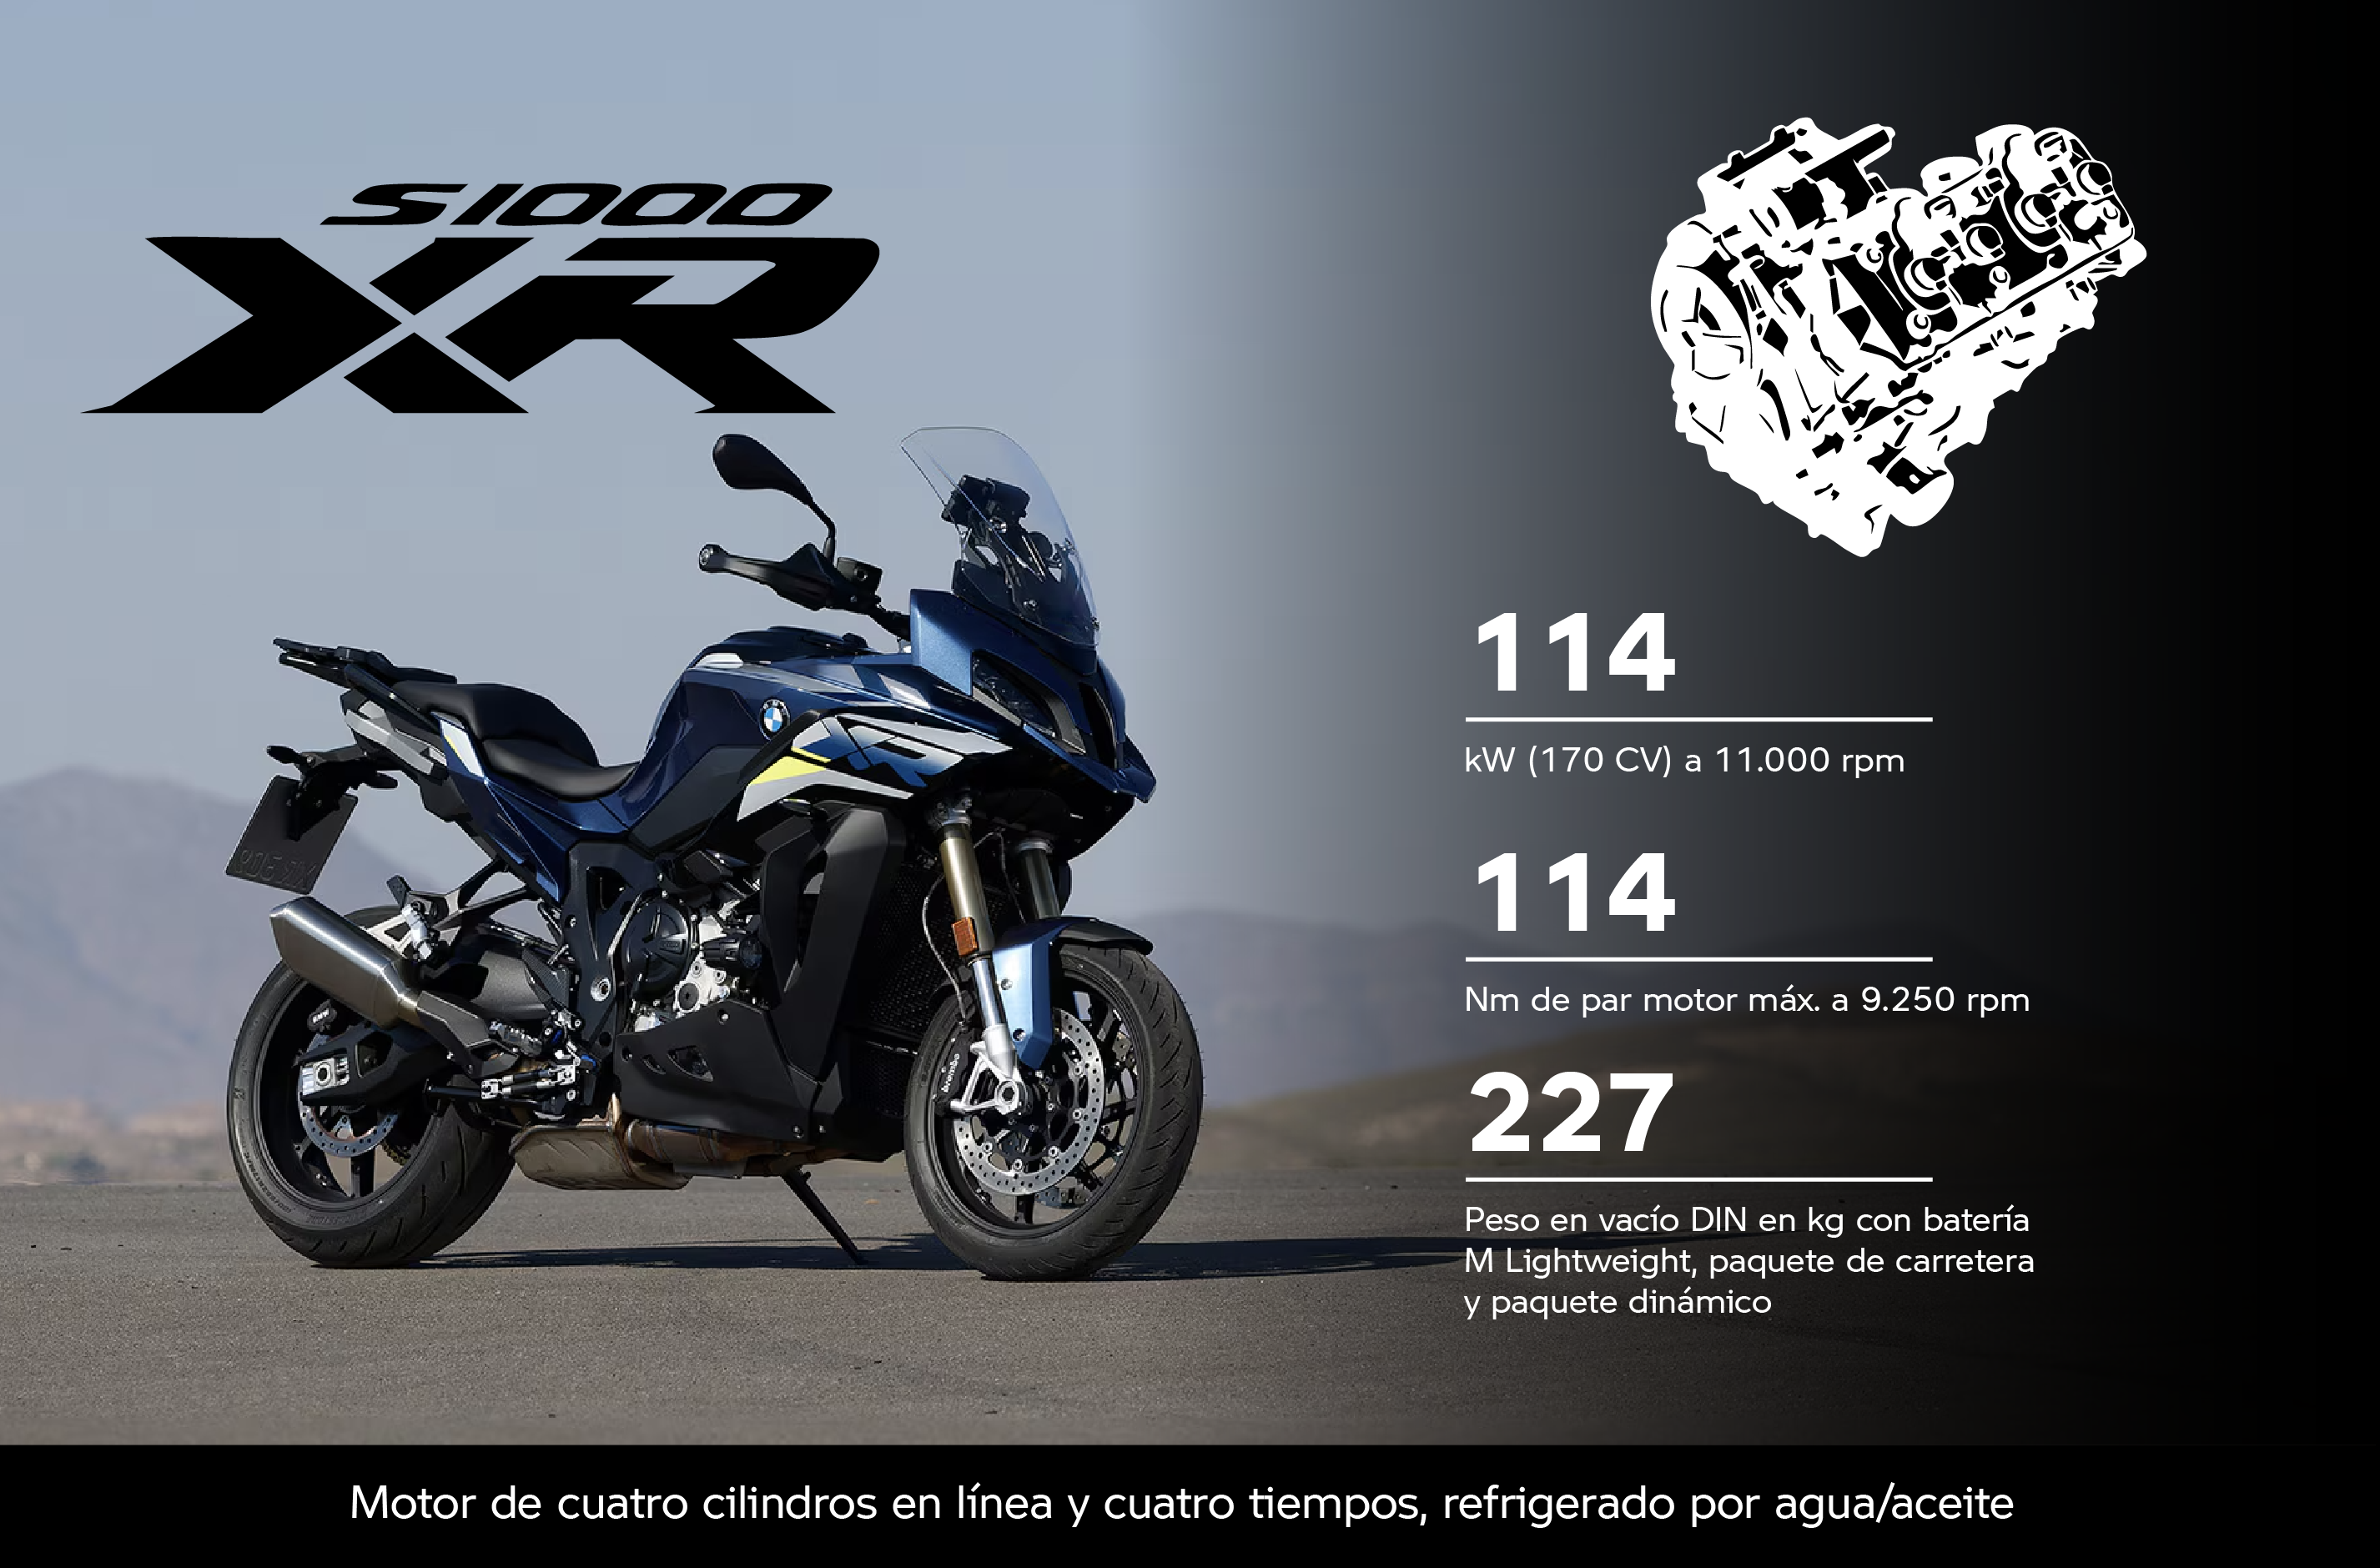 S1000
XR
114
kW (170 CV) a 11.000 rpm
114
Nm de par motor máx. a 9.250 rpm
227
Peso en vacío DIN en kg con batería
M Lightweight, paquete de carretera
y paquete dinámico
XR
brembo
Motor de cuatro cilindros en línea y cuatro tiempos, refrigerado por agua/aceite